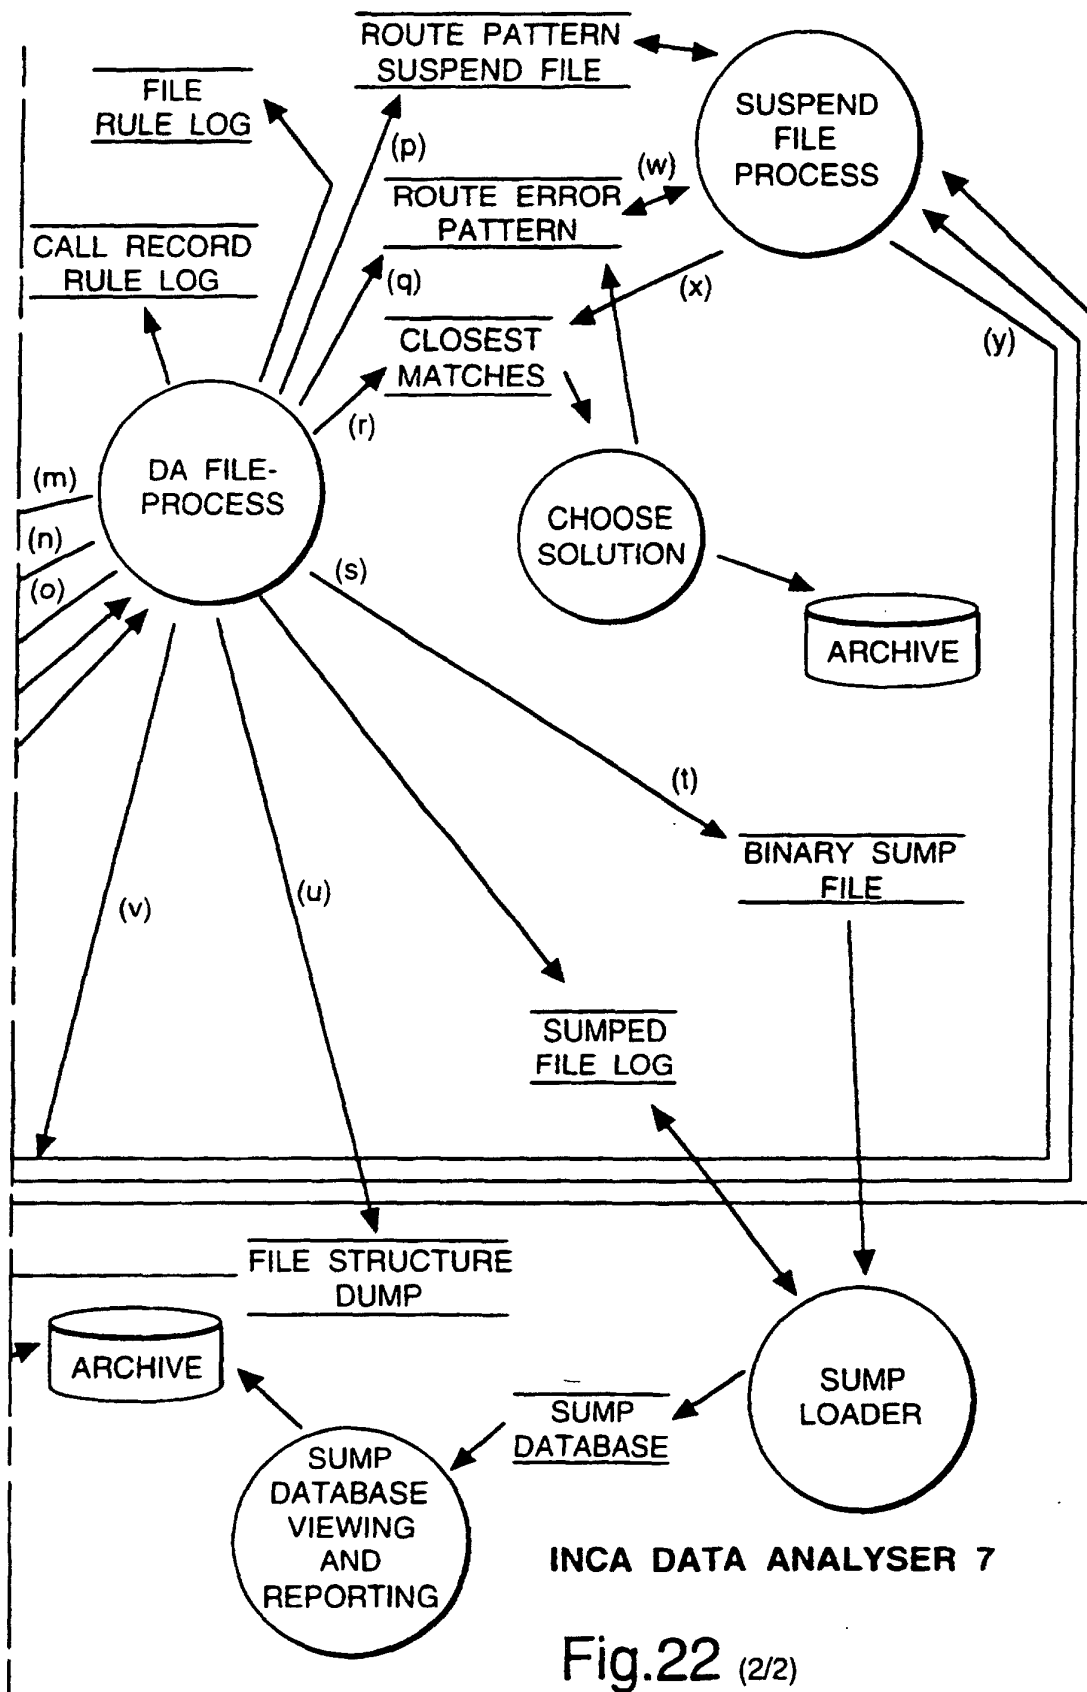 ROUTE PATTERN
SUSPEND FILE
FILE
RULE LOG
SUSPEND
FILE
PROCESS
(p)
(w)
ROUTE ERROR
PATTERN
CALL RECORD
RULE LOG
(q)
(x)
CLOSEST
MATCHES
(y)
(r)
DA FILE-
PROCESS
(m)
(n)
(o)
CHOOSE
SOLUTION
(s)
ARCHIVE
(t)
BINARY SUMP
FILE
(v)
(u)
SUMPED
FILE LOG
FILE STRUCTURE
DUMP
ARCHIVE
SUMP
LOADER
SUMP
DATABASE
SUMP
DATABASE
VIEWING
AND
REPORTING
INCA DATA ANALYSER 7
Fig.22 (2/2)